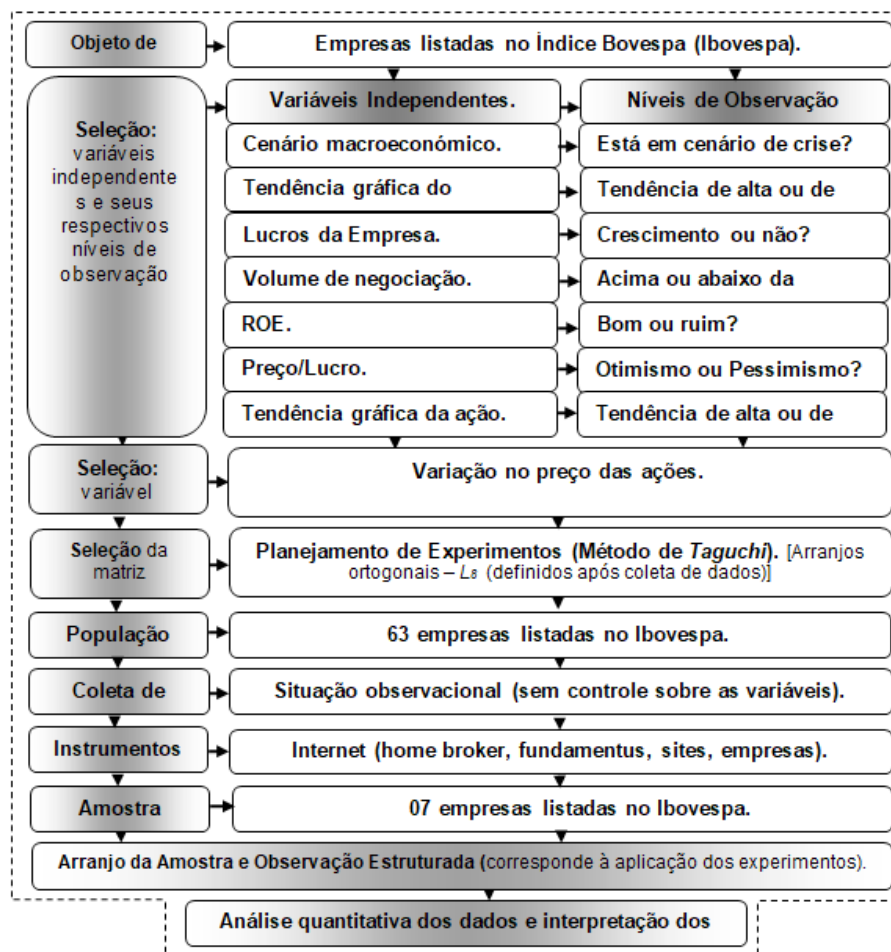 Objeto de
Empresas listadas no Índice Bovespa (Ibovespa).
Seleção:
variáveis
independente
s e seus
respectivos
níveis de
observação
Variáveis Independentes.
Níveis de Observação
Cenário macroeconómico.
Está em cenário de crise?
Tendência gráfica do
Tendência de alta ou de
Lucros da Empresa.
Crescimento ou não?
Volume de negociação.
Acima ou abaixo da
ROE.
Bom ou ruim?
Preço/Lucro.
Otimismo ou Pessimismo?
Tendência gráfica da ação.
Tendência de alta ou de
Seleção:
variável
Variação no preço das ações.
Seleção da
matriz
Planejamento de Experimentos (Método de Taguchi). [Arranjos
ortogonais – L8 (definidos após coleta de dados)]
População
63 empresas listadas no Ibovespa.
Coleta de
Situação observacional (sem controle sobre as variáveis).
Instrumentos
Internet (home broker, fundamentus, sites, empresas).
Amostra
07 empresas listadas no Ibovespa.
Arranjo da Amostra e Observação Estruturada (corresponde à aplicação dos experimentos).
Análise quantitativa dos dados e interpretação dos